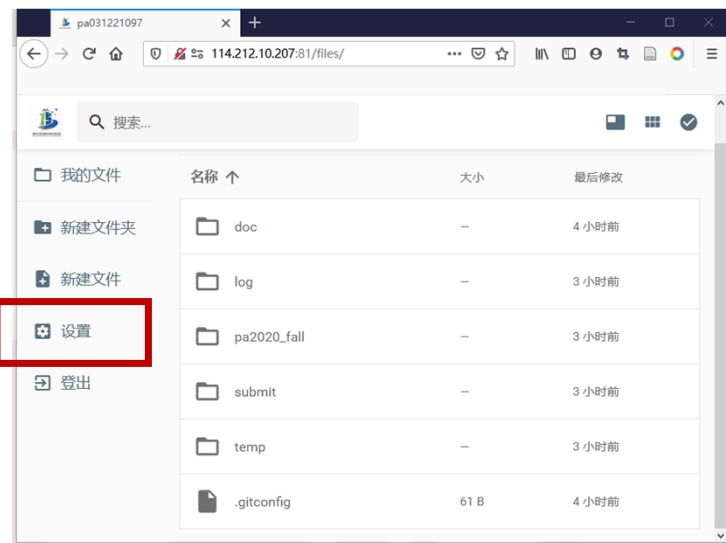 pa031221097
114.212.10.207:81/files/
搜索...
我的文件
新建文件夹
新建文件
设置
登出
名称 大小 最后修改
doc — 4 小时前
log — 3 小时前
pa2020_fall — 3 小时前
submit — 3 小时前
temp — 3 小时前
.gitconfig 61 B 4 小时前